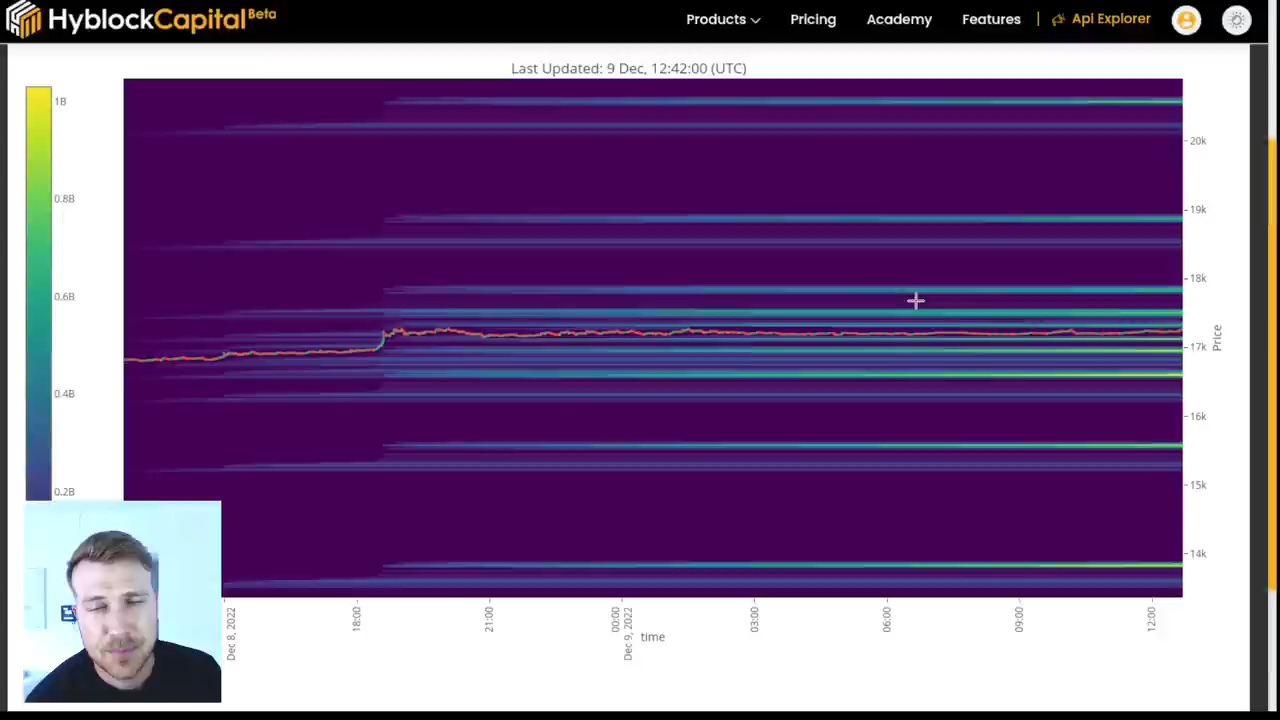 HyblockCapital Beta
Products
Pricing
Academy
Features
Api Explorer
Last Updated: 9 Dec, 12:42:00 (UTC)
1B
0.8B
0.6B
0.4B
0.2B
20k
19k
18k
17k
16k
15k
14k
Price
18:00
21:00
00:00
03:00
06:00
09:00
12:00
Dec 8, 2022
Dec 9, 2022
time